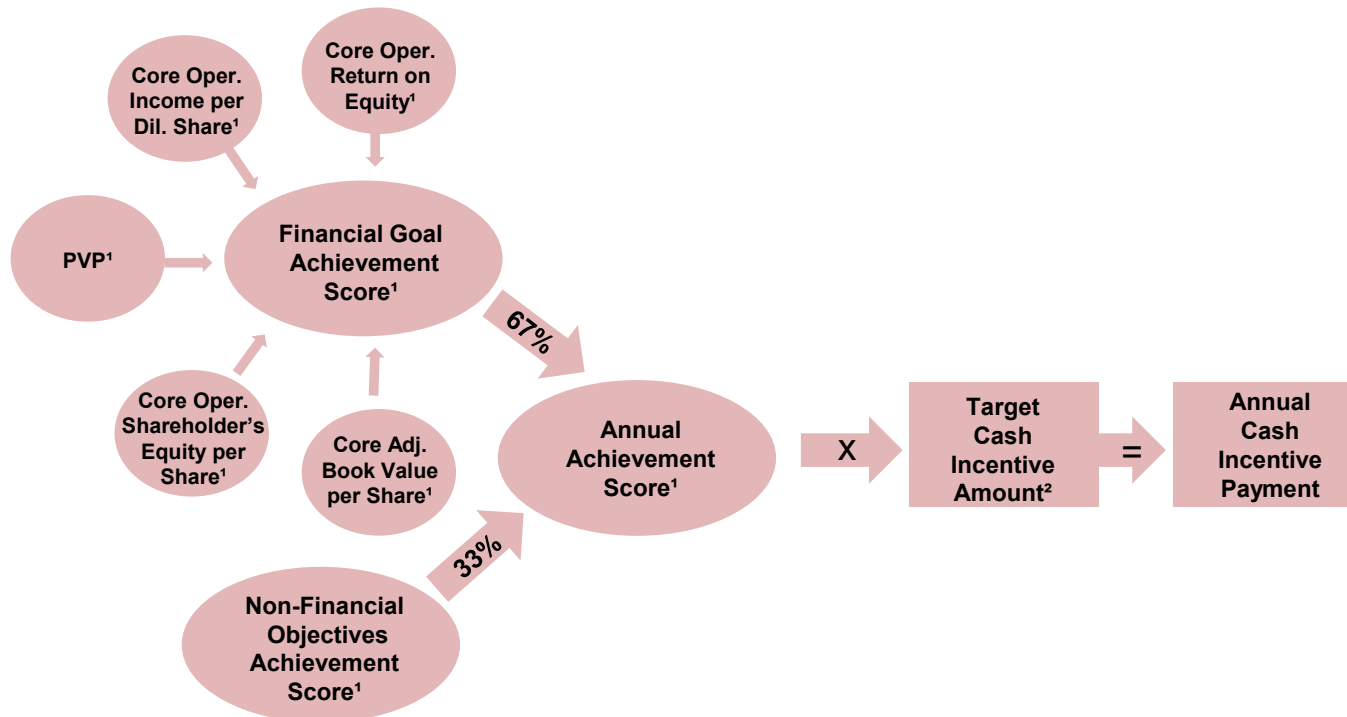 Core Oper.
Income per
Dil. Share¹
Core Oper.
Return on
Equity¹
PVP¹
Financial Goal
Achievement
Score¹
Core Oper.
Shareholder’s
Equity per
Share¹
Core Adj.
Book Value
per Share¹
67%
Annual
Achievement
Score¹
X
Target
Cash
Incentive
Amount²
=
Annual
Cash
Incentive
Payment
33%
Non-Financial
Objectives
Achievement
Score¹